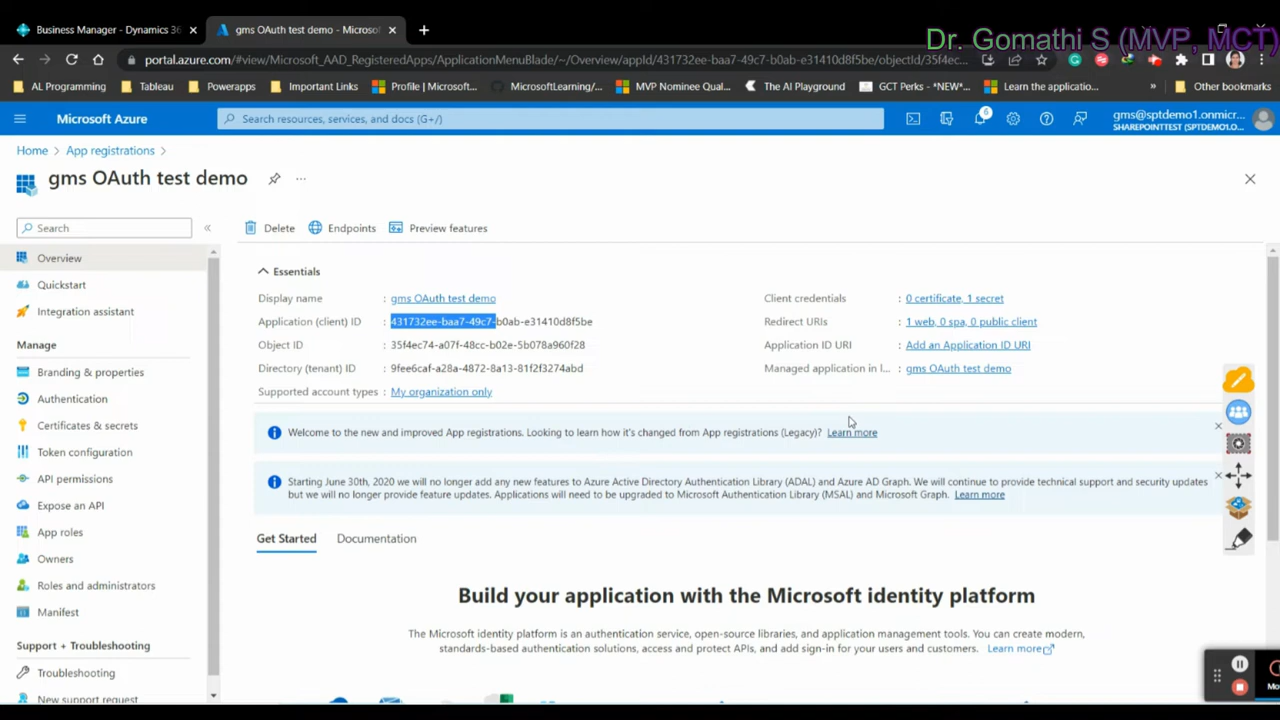 Business Manager - Dynamics 36
gms OAuth test demo - Microsof
Dr. Gomathi S (MVP, MCT)
portal.azure.com/#view/Microsoft_AAD_RegisteredApps/ApplicationMenuBlade/~/Overview/appId/431732ee-baa7-49c7-b0ab-e31410d8f5be/objectId/35f4ec...
AL Programming
Tableau
Powerapps
Important Links
Profile | Microsoft...
MicrosoftLearning/...
MVP Nominee Qual...
The AI Playground
GCT Perks - *NEW*...
Learn the applicatio...
Other bookmarks
Microsoft Azure
Search resources, services, and docs (G+/)
6
gms@sptdemo1.onmicr...
SHAREPOINTTEST (SPTDEMO1.O...
Home > App registrations >
gms OAuth test demo
Search
Delete
Endpoints
Preview features
Overview
Quickstart
Integration assistant
Manage
Branding & properties
Authentication
Certificates & secrets
Token configuration
API permissions
Expose an API
App roles
Owners
Roles and administrators
Manifest
Support + Troubleshooting
Troubleshooting
New support request
Essentials
Display name : gms OAuth test demo
Application (client) ID : 431732ee-baa7-49c7-b0ab-e31410d8f5be
Object ID : 35f4ec74-a07f-48cc-b02e-5b078a960f28
Directory (tenant) ID : 9fee6caf-a28a-4872-8a13-81f2f3274abd
Supported account types : My organization only
Client credentials : 0 certificate, 1 secret
Redirect URIs : 1 web, 0 spa, 0 public client
Application ID URI : Add an Application ID URI
Managed application in l... : gms OAuth test demo
Welcome to the new and improved App registrations. Looking to learn how it's changed from App registrations (Legacy)? Learn more
Starting June 30th, 2020 we will no longer add any new features to Azure Active Directory Authentication Library (ADAL) and Azure AD Graph. We will continue to provide technical support and security updates
but we will no longer provide feature updates. Applications will need to be upgraded to Microsoft Authentication Library (MSAL) and Microsoft Graph. Learn more
Get Started
Documentation
Build your application with the Microsoft identity platform
The Microsoft identity platform is an authentication service, open-source libraries, and application management tools. You can create modern,
standards-based authentication solutions, access and protect APIs, and add sign-in for your users and customers. Learn more
Mo